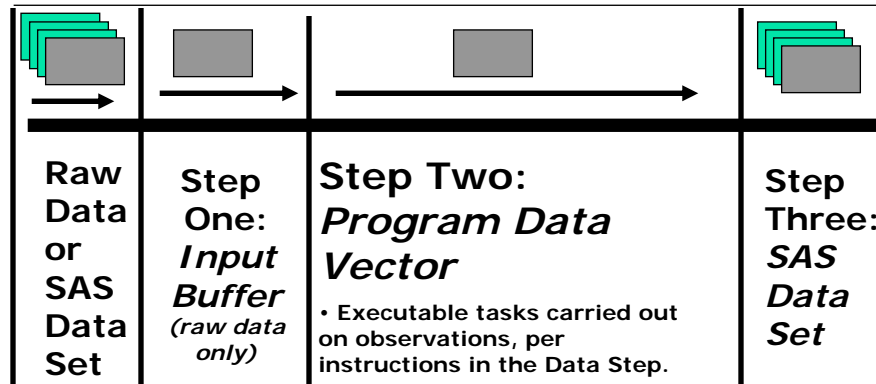 Raw
Data
or
SAS
Data
Set
Step
One:
Input
Buffer
(raw data
only)
Step Two:
Program Data
Vector
• Executable tasks carried out
on observations, per
instructions in the Data Step.
Step
Three:
SAS
Data
Set